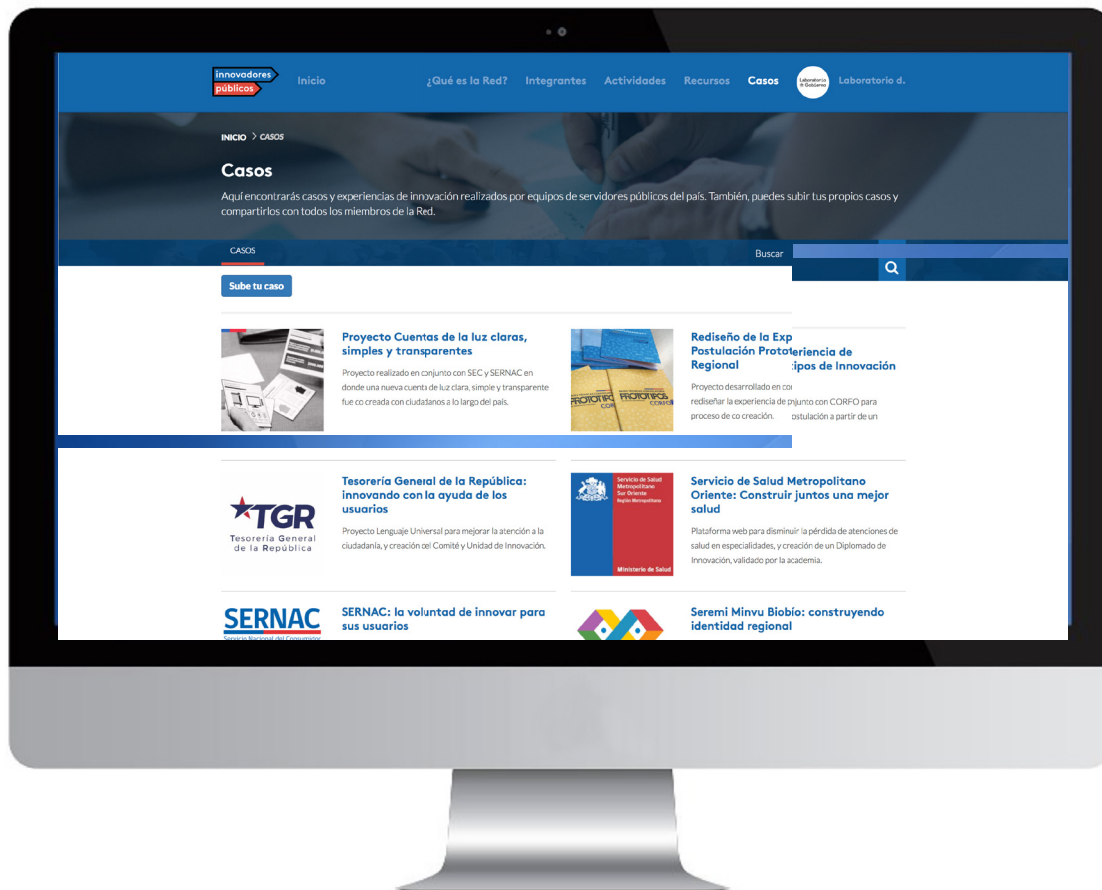 innovadores
públicos
Inicio
¿Qué es la Red?
Integrantes
Actividades
Recursos
Casos
Laboratorio
de Gobierno
Laboratorio d.
INICIO > CASOS
Casos
Aquí encontrarás casos y experiencias de innovación realizados por equipos de servidores públicos del país. También, puedes subir tus propios casos y
compartirlos con todos los miembros de la Red.
CASOS
Buscar
Sube tu caso
Proyecto Cuentas de la luz claras,
simples y transparentes
Proyecto realizado en conjunto con SEC y SERNAC en
donde una nueva cuenta de luz clara, simple y transparente
fue co creada con ciudadanos a lo largo del país.
PROTOTIPOS
CORFO
Rediseño de la Exp
Postulación Protot
Regional
eriencia de
tipos de Innovación
Proyecto desarrollado en con
rediseñar la experiencia de p
proceso de co creación.
njunto con CORFO para
ostulación a partir de un
TGR
Tesorería General
de la República
Tesorería General de la República:
innovando con la ayuda de los
usuarios
Proyecto Lenguaje Universal para mejorar la atención a la
ciudadanía, y creación del Comité y Unidad de Innovación.
Servicio de Salud
Metropolitano
Sur Oriente
Región Metropolitana
Ministerio de Salud
Servicio de Salud Metropolitano
Oriente: Construir juntos una mejor
salud
Plataforma web para disminuir la pérdida de atenciones de
salud en especialidades, y creación de un Diplomado de
Innovación, validado por la academia.
SERNAC
Servicio Nacional del Consumidor
SERNAC: la voluntad de innovar para
sus usuarios
Seremi Minvu Biobío: construyendo
identidad regional